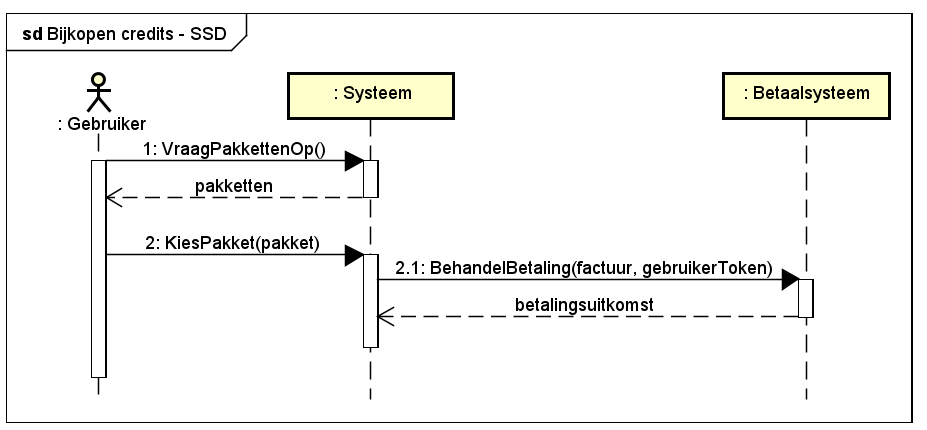 sd Bijkopen credits - SSD
: Gebruiker
: Systeem
: Betaalsysteem
1: VraagPakkettenOp()
pakketten
2: KiesPakket(pakket)
2.1: BehandelBetaling(factuur, gebruikerToken)
betalingsuitkomst